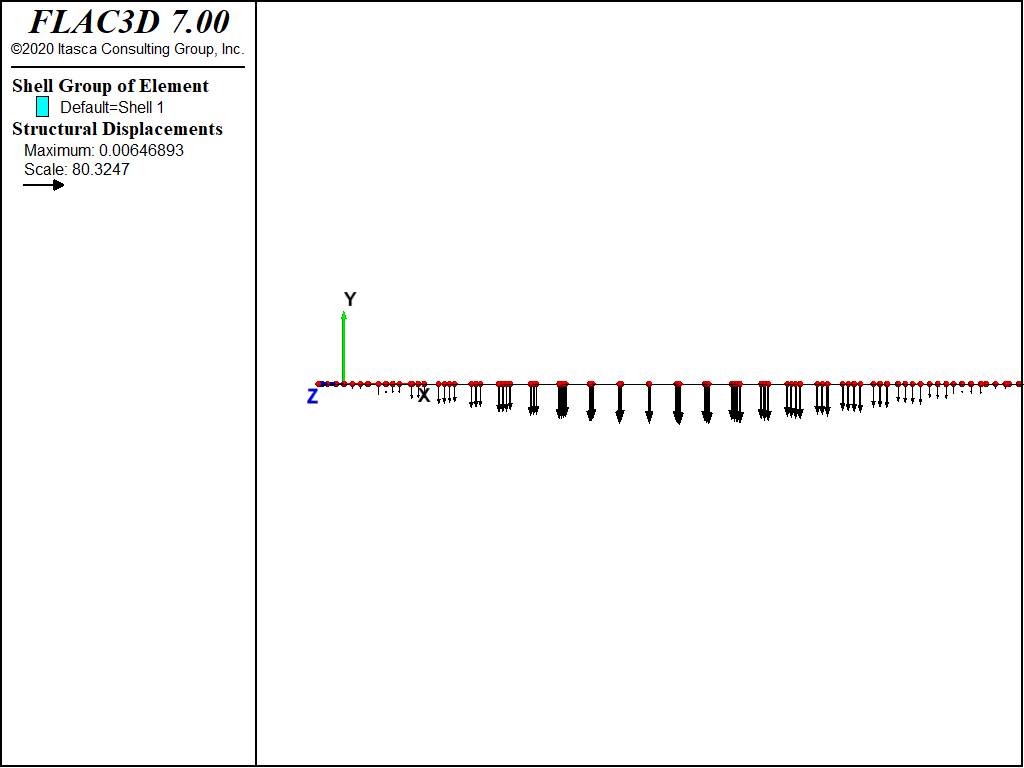 FLAC3D 7.00
©2020 Itasca Consulting Group, Inc.
Shell Group of Element
Default=Shell 1
Structural Displacements
Maximum: 0.00646893
Scale: 80.3247
Y
Z
X